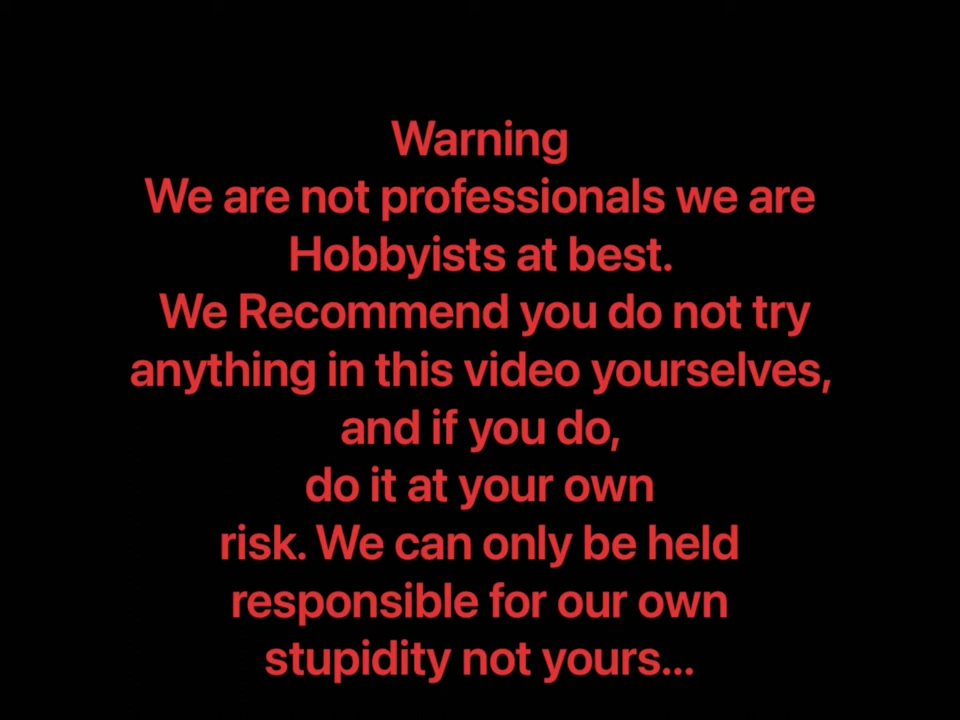 Warning
We are not professionals we are
Hobbyists at best.
We Recommend you do not try
anything in this video yourselves,
and if you do,
do it at your own
risk. We can only be held
responsible for our own
stupidity not yours...